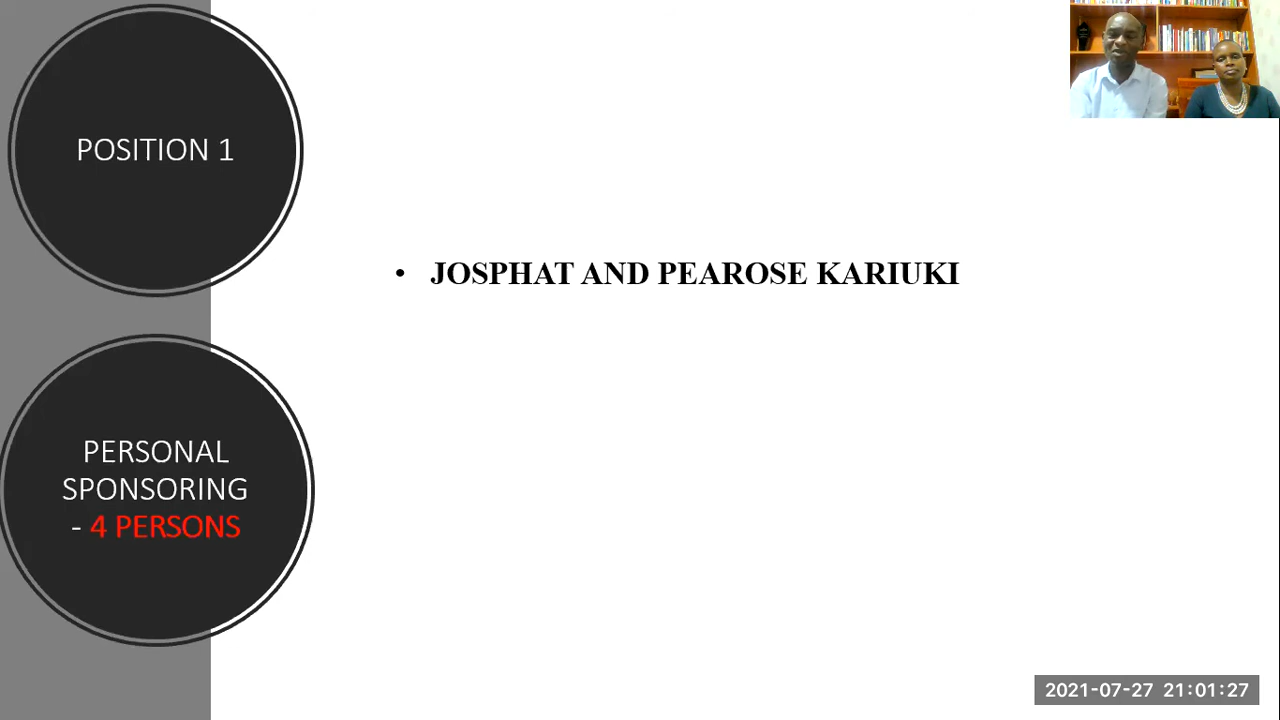 POSITION 1
• JOSPHAT AND PEAROSE KARIUKI
PERSONAL
SPONSORING
- 4 PERSONS
2021-07-27 21:01:27